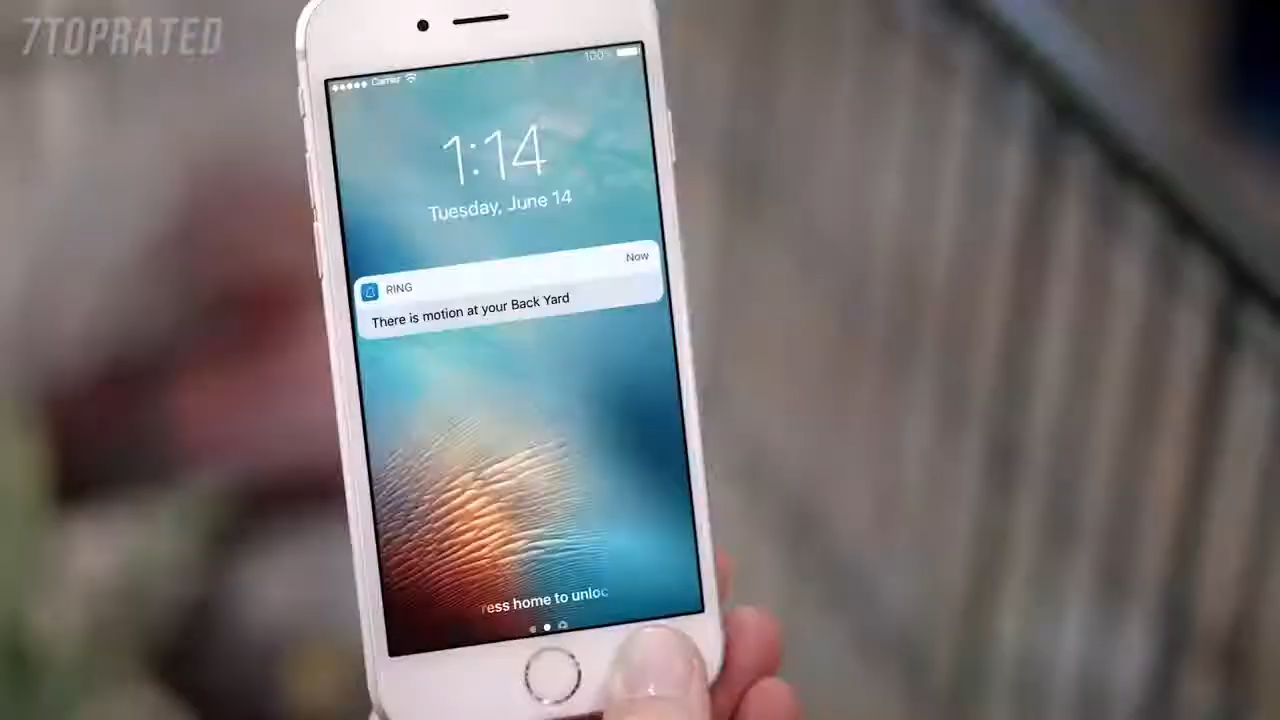 7TOPRATED
Carrier
100%
1:14
Tuesday, June 14
RING
Now
There is motion at your Back Yard
ress home to unloc